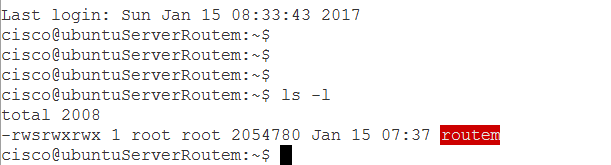 Last login: Sun Jan 15 08:33:43 2017
cisco@ubuntuServerRoutem:~$
cisco@ubuntuServerRoutem:~$
cisco@ubuntuServerRoutem:~$
cisco@ubuntuServerRoutem:~$ ls -l
total 2008
-rwsrwxrwx 1 root root 2054780 Jan 15 07:37 routem
cisco@ubuntuServerRoutem:~$